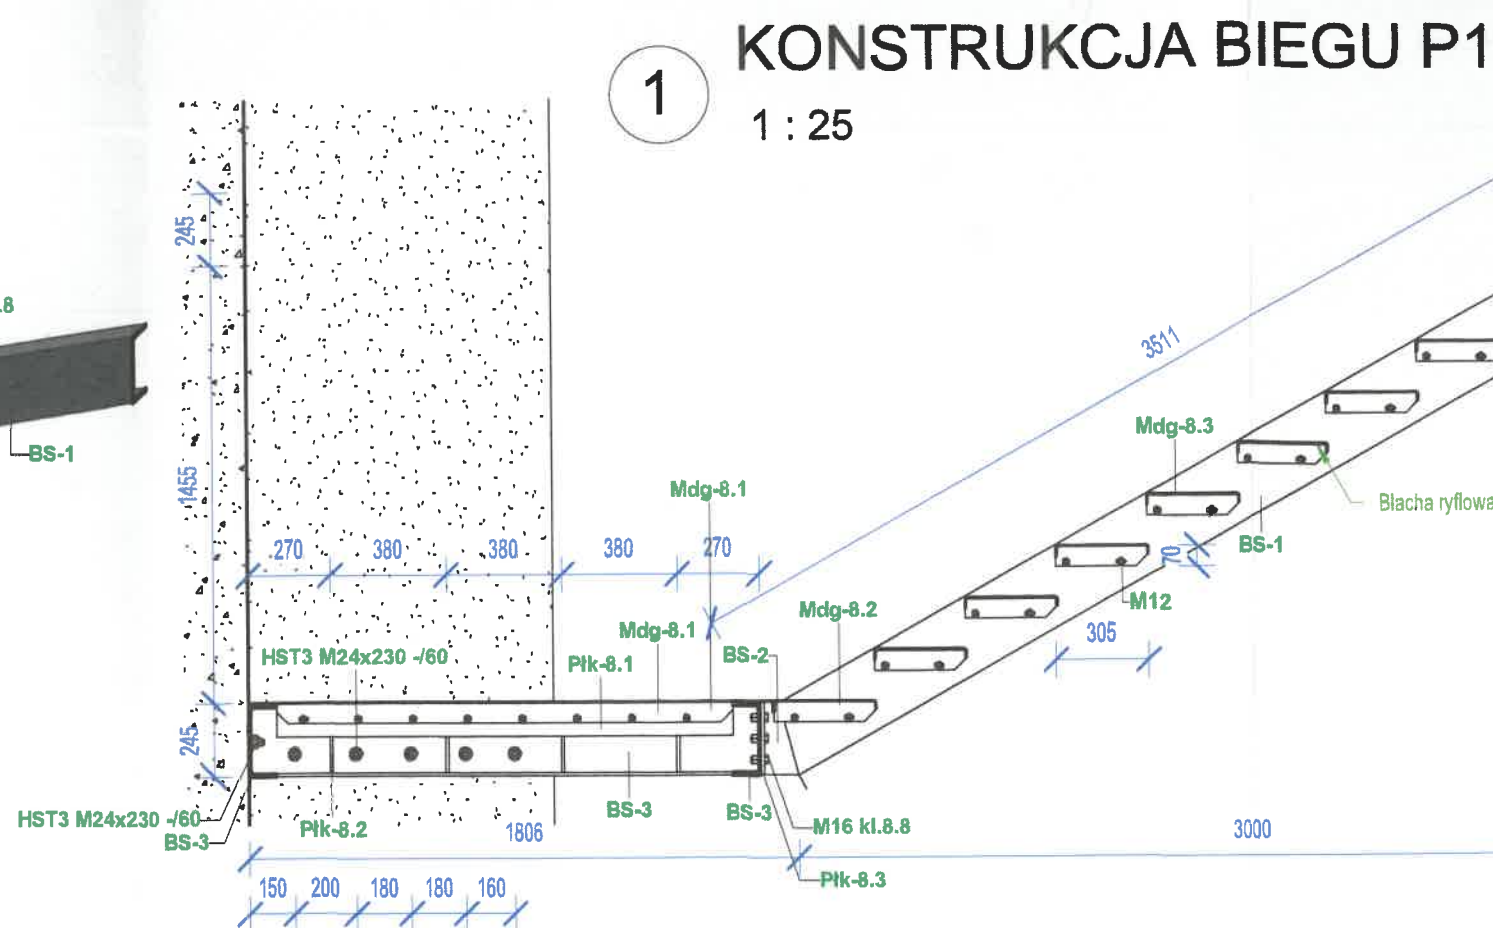 KONSTRUKCJA BIEGU P1
1
1 : 25
245
.8
3511
BS-1
Mdg-8.3
1455
Mdg-8.1
Blacha ryflowa
270
380
380
380
270
70
BS-1
M12
Mdg-8.2
305
Mdg-8.1
HST3 M24x230 -/60
Płk-8.1
BS-2
245
HST3 M24x230 -/60
BS-3
BS-3
BS-3
Płk-8.2
1806
M16 kl.8.8
3000
Płk-8.3
150
200
180
180
160